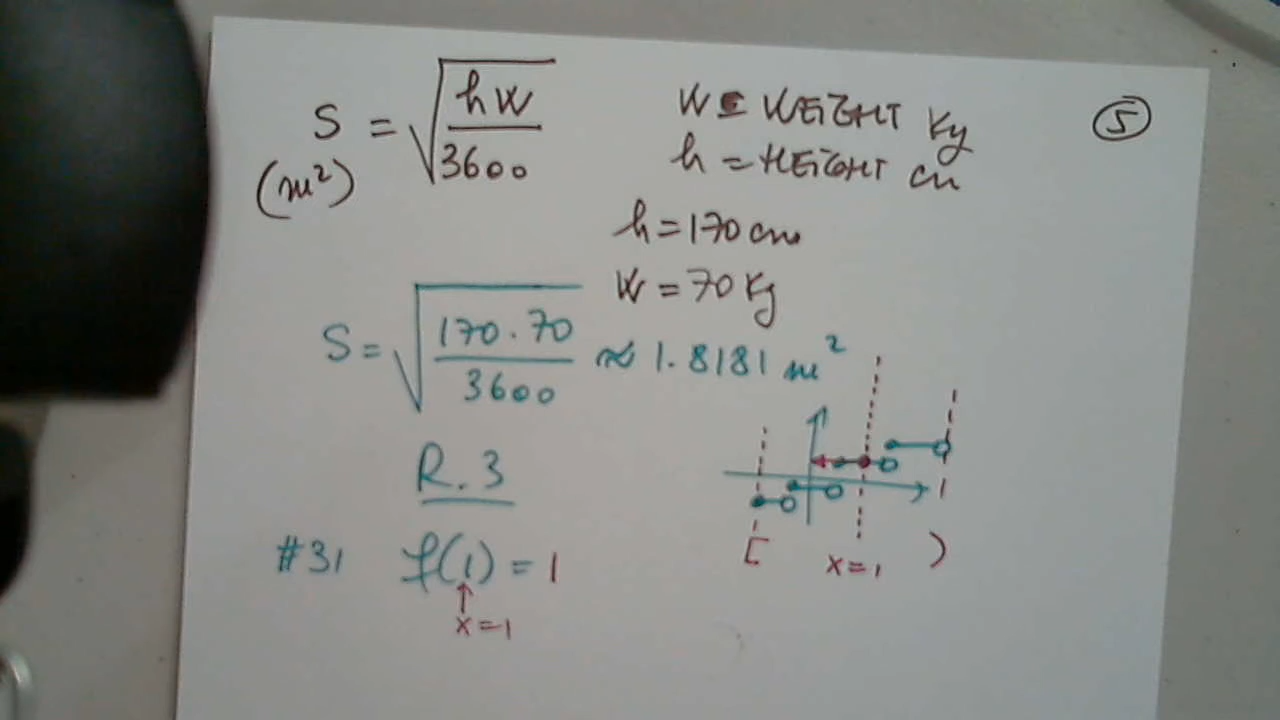 S = √(hW/3600)
(m²)
W = WEIGHT Kg
h = HEIGHT cm
⑤
h = 170 cm
W = 70 Kg
S = √(170·70/3600) ≈ 1.8181 m²
R.3
#31 f(1) = 1
↑
x=1
[ x=1 )